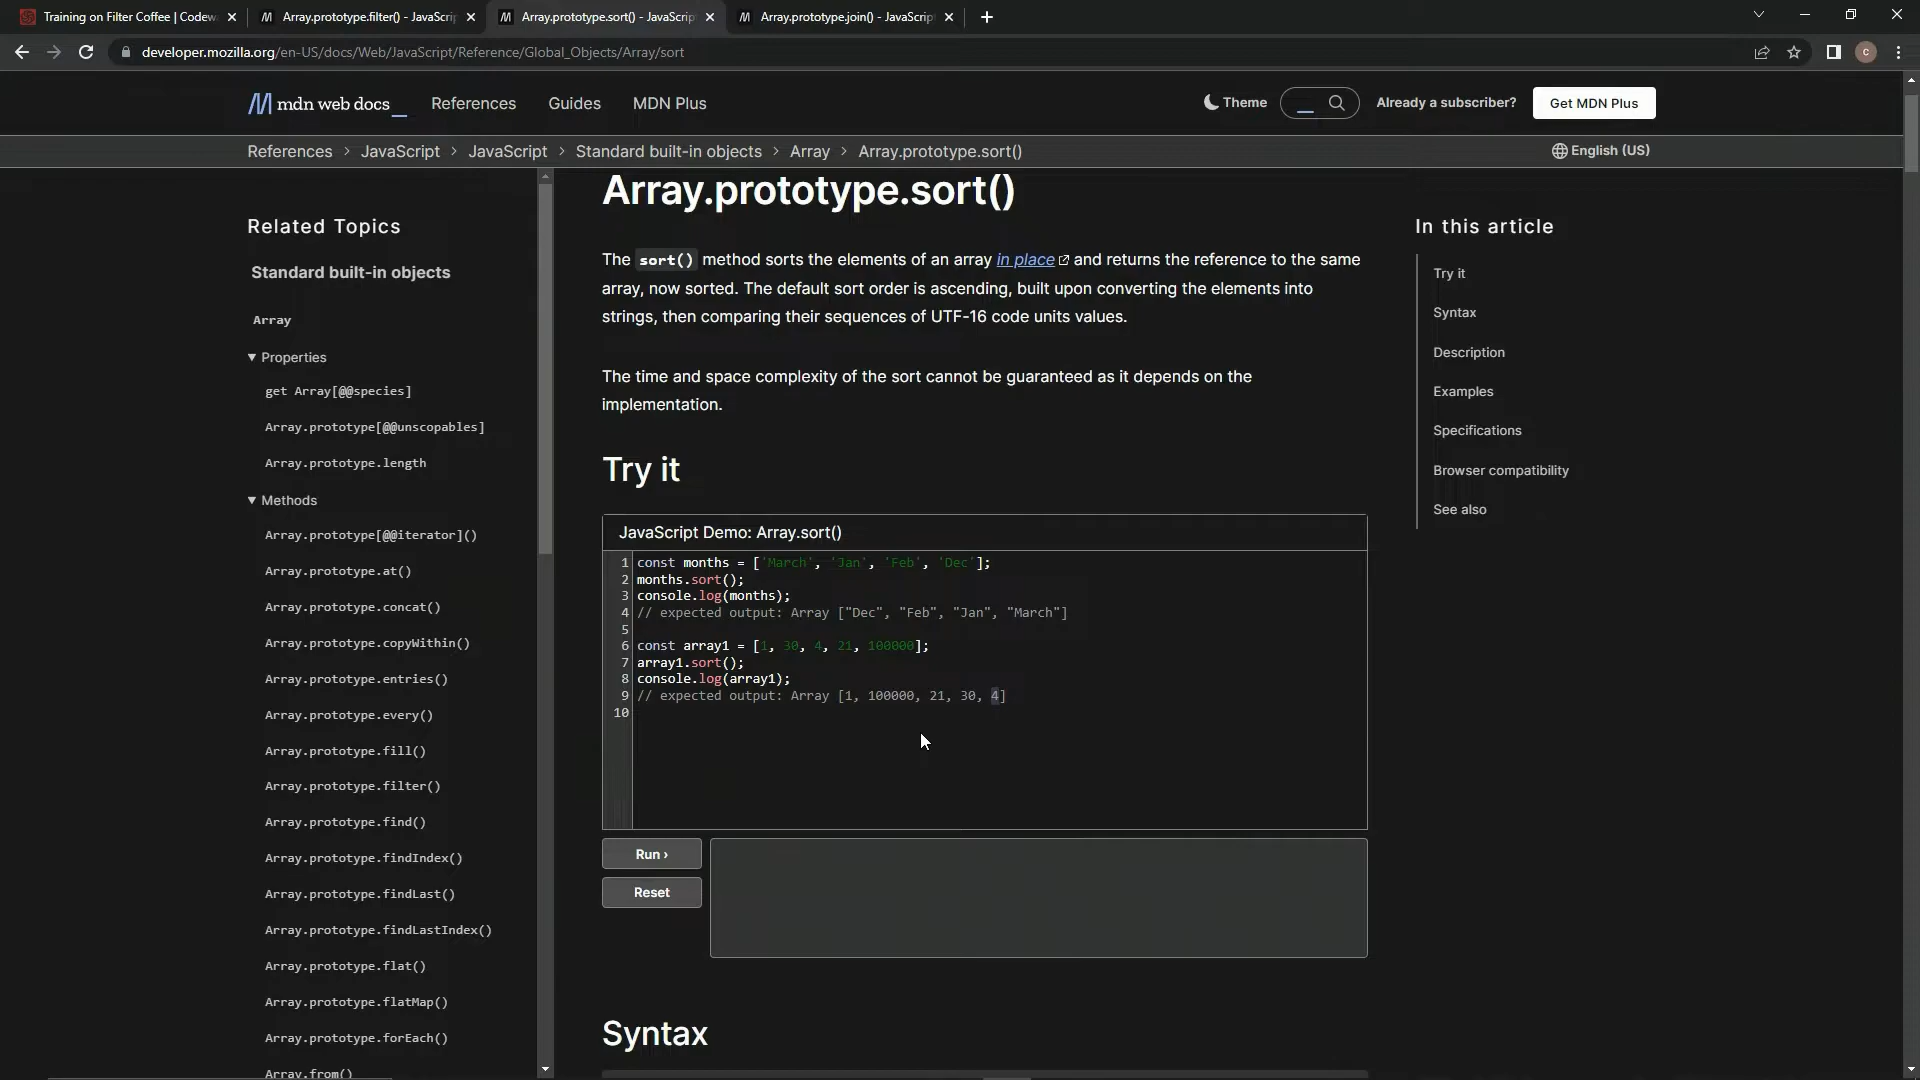 Training on Filter Coffee | Codew
Array.prototype.filter() - JavaScrip
Array.prototype.sort() - JavaScrip
Array.prototype.join() - JavaScript
developer.mozilla.org/en-US/docs/Web/JavaScript/Reference/Global_Objects/Array/sort
C
mdn web docs
References
Guides
MDN Plus
Theme
Already a subscriber?
Get MDN Plus
References > JavaScript > JavaScript > Standard built-in objects > Array > Array.prototype.sort()
English (US)
Related Topics
Standard built-in objects
Array
Properties
get Array[@@species]
Array.prototype[@@unscopables]
Array.prototype.length
Methods
Array.prototype[@@iterator]()
Array.prototype.at()
Array.prototype.concat()
Array.prototype.copyWithin()
Array.prototype.entries()
Array.prototype.every()
Array.prototype.fill()
Array.prototype.filter()
Array.prototype.find()
Array.prototype.findIndex()
Array.prototype.findLast()
Array.prototype.findLastIndex()
Array.prototype.flat()
Array.prototype.flatMap()
Array.prototype.forEach()
Array.from()
Array.prototype.sort()
The sort() method sorts the elements of an array in place and returns the reference to the same
array, now sorted. The default sort order is ascending, built upon converting the elements into
strings, then comparing their sequences of UTF-16 code units values.
The time and space complexity of the sort cannot be guaranteed as it depends on the
implementation.
Try it
JavaScript Demo: Array.sort()
1 const months = ['March', 'Jan', 'Feb', 'Dec'];
2 months.sort();
3 console.log(months);
4 // expected output: Array ["Dec", "Feb", "Jan", "March"]
5
6 const array1 = [1, 30, 4, 21, 100000];
7 array1.sort();
8 console.log(array1);
9 // expected output: Array [1, 100000, 21, 30, 4]
10
Run ›
Reset
Syntax
In this article
Try it
Syntax
Description
Examples
Specifications
Browser compatibility
See also